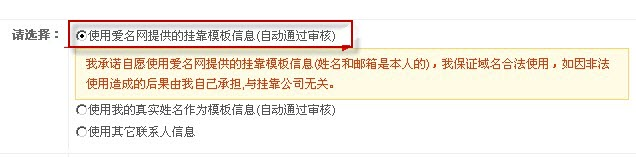 请选择：
使用爱名网提供的挂靠模板信息(自动通过审核)
我承诺自愿使用爱名网提供的挂靠模板信息(姓名和邮箱是本人的)，我保证域名合法使用，如因非法
使用造成的后果由我自己承担,与挂靠公司无关。
使用我的真实姓名作为模板信息(自动通过审核)
使用其它联系人信息